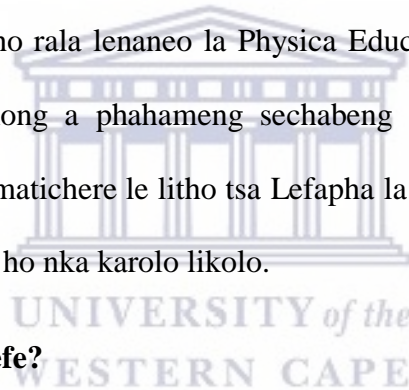 no rala lenaneo la Physica Educ
ong a phahameng sechabeng
matichere le litho tsa Lefapha la
ho nka karolo likolo.
UNIVERSITY of the
efe?
WESTERN CAPE